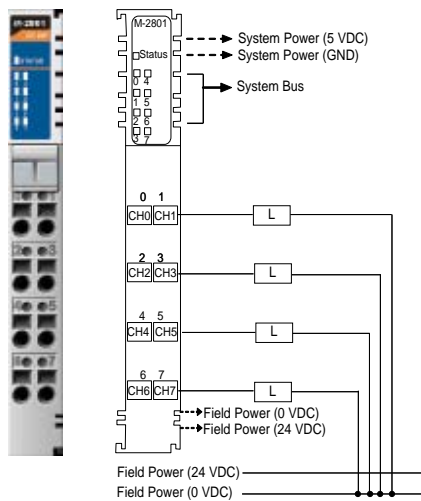 M-2801
STATUS
M-2801
Status
System Power (5 VDC)
System Power (GND)
System Bus
0 4
1 5
2 6
3 7
0 1
CH0 CH1
L
2 3
CH2 CH3
L
4 5
CH4 CH5
L
6 7
CH6 CH7
L
Field Power (0 VDC)
Field Power (24 VDC)
Field Power (24 VDC)
Field Power (0 VDC)